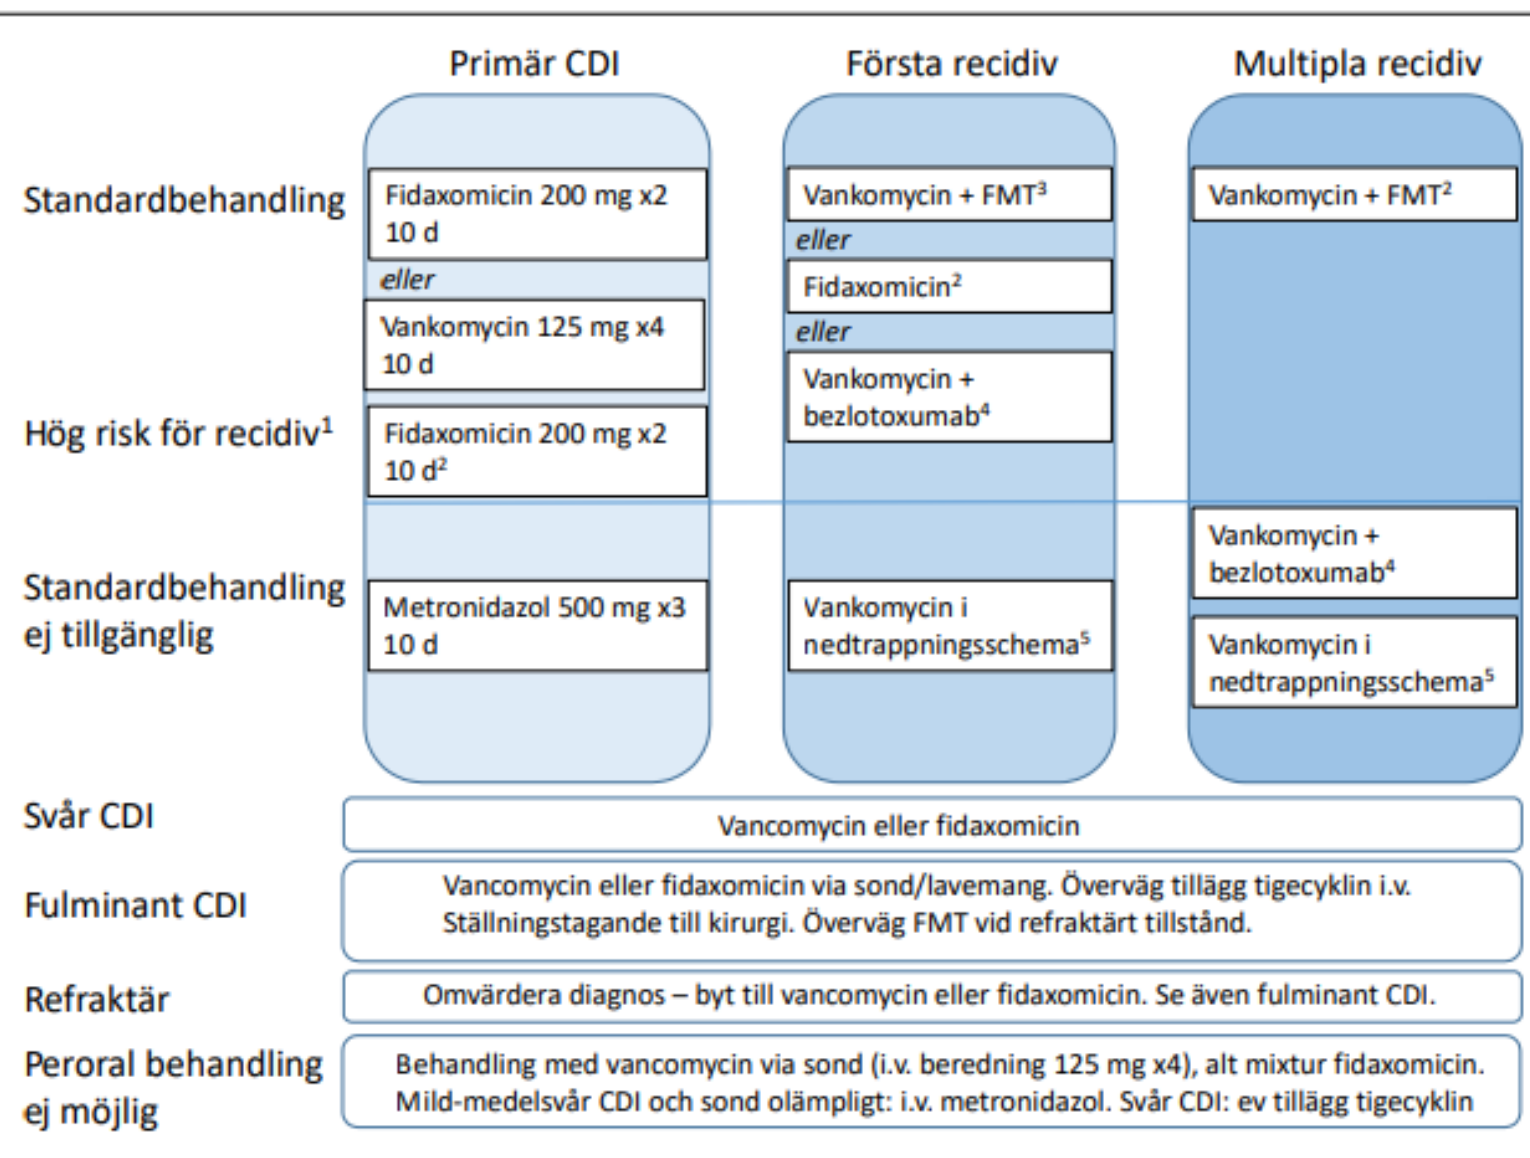 Primär CDI
Första recidiv
Multipla recidiv
Standardbehandling
Fidaxomicin 200 mg x2
10 d
eller
Vankomycin 125 mg x4
10 d
Vankomycin + FMT³
eller
Fidaxomicin²
eller
Vankomycin +
bezlotoxumab⁴
Vankomycin + FMT²
Hög risk för recidiv¹
Fidaxomicin 200 mg x2
10 d²
Standardbehandling
ej tillgänglig
Metronidazol 500 mg x3
10 d
Vankomycin i
nedtrappningsschema⁵
Vankomycin +
bezlotoxumab⁴
Vankomycin i
nedtrappningsschema⁵
Svår CDI
Vancomycin eller fidaxomicin
Fulminant CDI
Vancomycin eller fidaxomicin via sond/lavemang. Överväg tillägg tigecyklin i.v.
Ställningstagande till kirurgi. Överväg FMT vid refraktärt tillstånd.
Refraktär
Omvärdera diagnos – byt till vancomycin eller fidaxomicin. Se även fulminant CDI.
Peroral behandling
ej möjlig
Behandling med vancomycin via sond (i.v. beredning 125 mg x4), alt mixtur fidaxomicin.
Mild-medelsvår CDI och sond olämpligt: i.v. metronidazol. Svår CDI: ev tillägg tigecyklin